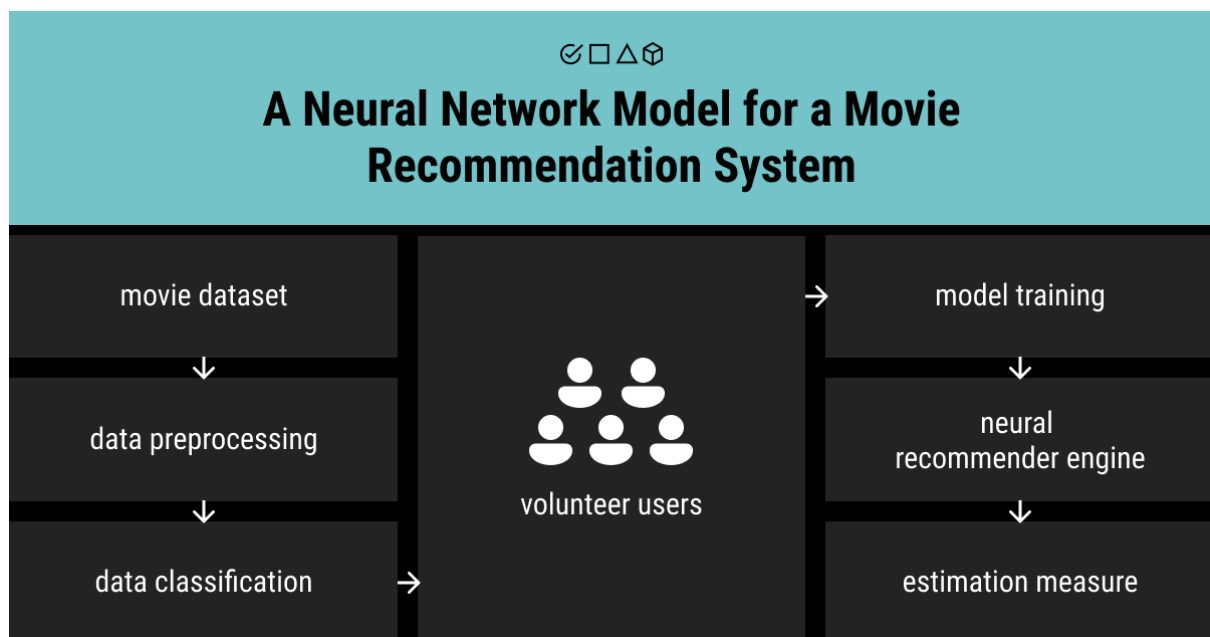 A Neural Network Model for a Movie
Recommendation System
movie dataset
data preprocessing
data classification
volunteer users
model training
neural
recommender engine
estimation measure